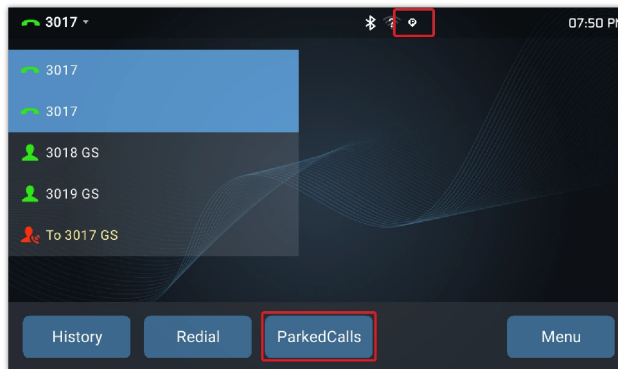 3017
07:50 PM
3017
3017
3018 GS
3019 GS
To 3017 GS
History
Redial
ParkedCalls
Menu